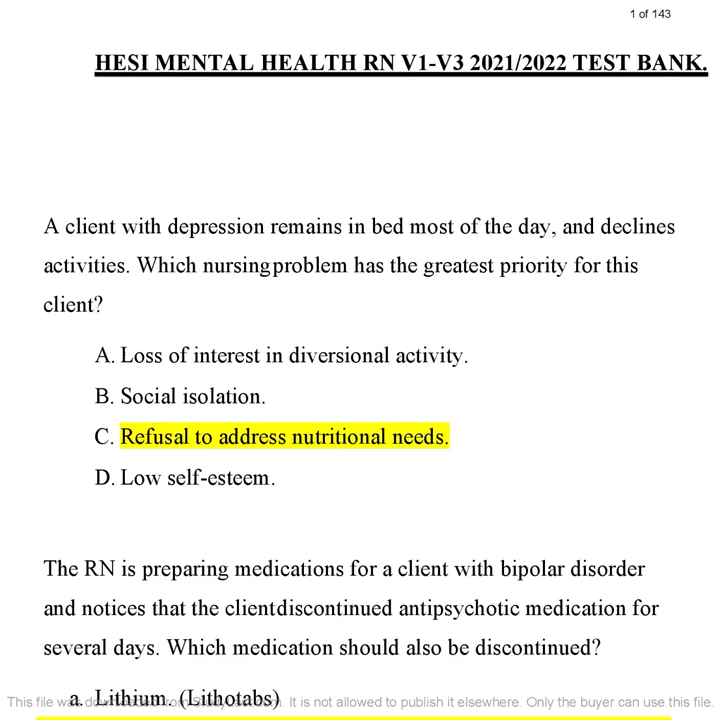 1 of 143
HESI MENTAL HEALTH RN V1-V3 2021/2022 TEST BANK.
A client with depression remains in bed most of the day, and declines
activities. Which nursingproblem has the greatest priority for this
client?
A. Loss of interest in diversional activity.
B. Social isolation.
C. Refusal to address nutritional needs.
D. Low self-esteem.
The RN is preparing medications for a client with bipolar disorder
and notices that the clientdiscontinued antipsychotic medication for
several days. Which medication should also be discontinued?
a. Lithium. (Lithotabs)
This file was downloaded from . It is not allowed to publish it elsewhere. Only the buyer can use this file.